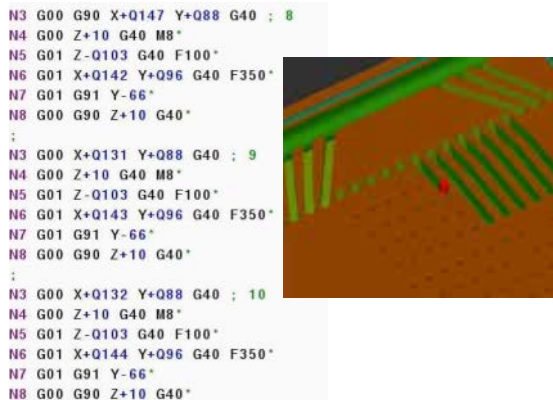 N3 G00 G90 X+Q147 Y+Q88 G40 ; 8
N4 G00 Z+10 G40 M8*
N5 G01 Z-Q103 G40 F100*
N6 G01 X+Q142 Y+Q96 G40 F350*
N7 G01 G91 Y-66*
N8 G00 G90 Z+10 G40*
;
N3 G00 X+Q131 Y+Q88 G40 ; 9
N4 G00 Z+10 G40 M8*
N5 G01 Z-Q103 G40 F100*
N6 G01 X+Q143 Y+Q96 G40 F350*
N7 G01 G91 Y-66*
N8 G00 G90 Z+10 G40*
;
N3 G00 X+Q132 Y+Q88 G40 ; 10
N4 G00 Z+10 G40 M8*
N5 G01 Z-Q103 G40 F100*
N6 G01 X+Q144 Y+Q96 G40 F350*
N7 G01 G91 Y-66*
N8 G00 G90 Z+10 G40*